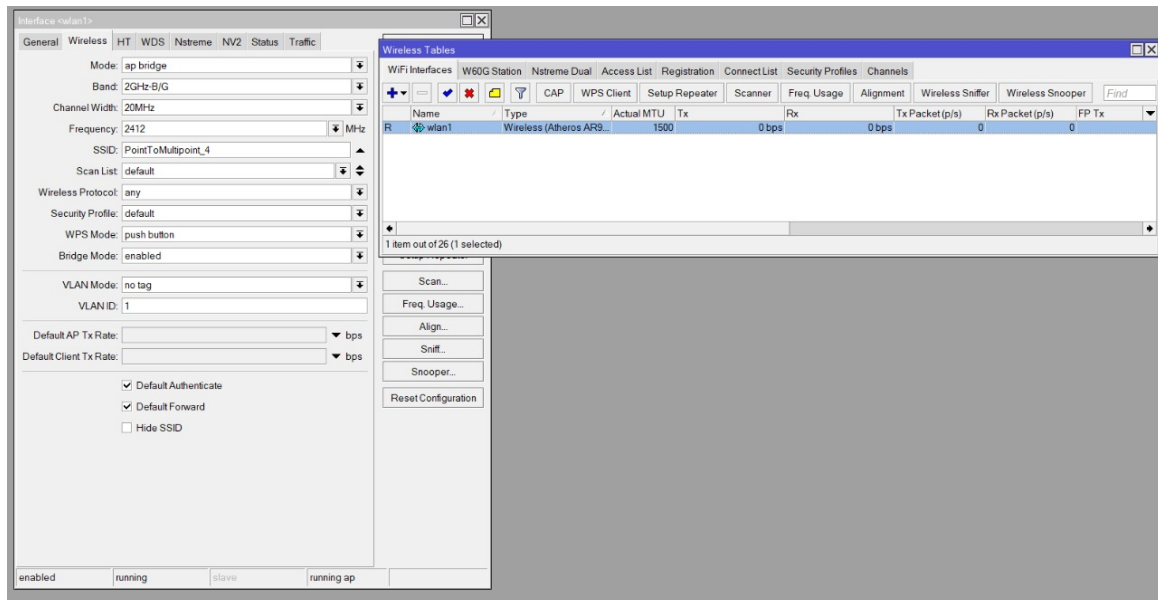 Interface <wlan1>
General Wireless HT WDS Nstreme NV2 Status Traffic
Mode: ap bridge
Band: 2GHz-B/G
Channel Width: 20MHz
Frequency: 2412 MHz
SSID: PointToMultipoint_4
Scan List: default
Wireless Protocol: any
Security Profile: default
WPS Mode: push button
Bridge Mode: enabled
VLAN Mode: no tag
VLAN ID: 1
Default AP Tx Rate: bps
Default Client Tx Rate: bps
Default Authenticate
Default Forward
Hide SSID
Scan...
Freq. Usage...
Align...
Sniff...
Snooper...
Reset Configuration
enabled running slave running ap
Wireless Tables
WiFi Interfaces W60G Station Nstreme Dual Access List Registration Connect List Security Profiles Channels
CAP WPS Client Setup Repeater Scanner Freq. Usage Alignment Wireless Sniffer Wireless Snooper Find
Name Type Actual MTU Tx Rx Tx Packet (p/s) Rx Packet (p/s) FP Tx
R wlan1 Wireless (Atheros AR9... 1500 0 bps 0 bps 0 0
1 item out of 26 (1 selected)